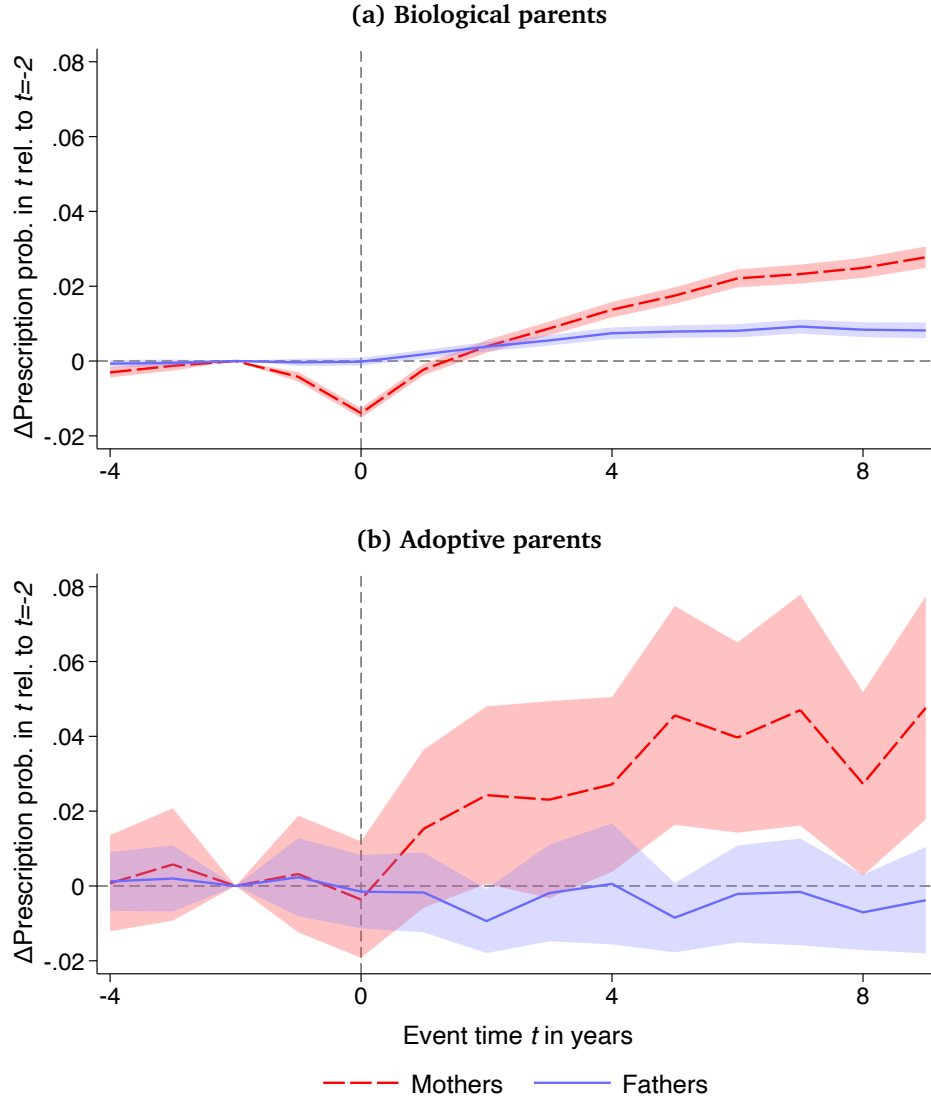 (a) Biological parents
ΔPrescription prob. in t rel. to t=-2
.08
.06
.04
.02
0
-.02
-4 0 4 8
(b) Adoptive parents
ΔPrescription prob. in t rel. to t=-2
.08
.06
.04
.02
0
-.02
-4 0 4 8
Event time t in years
Mothers Fathers